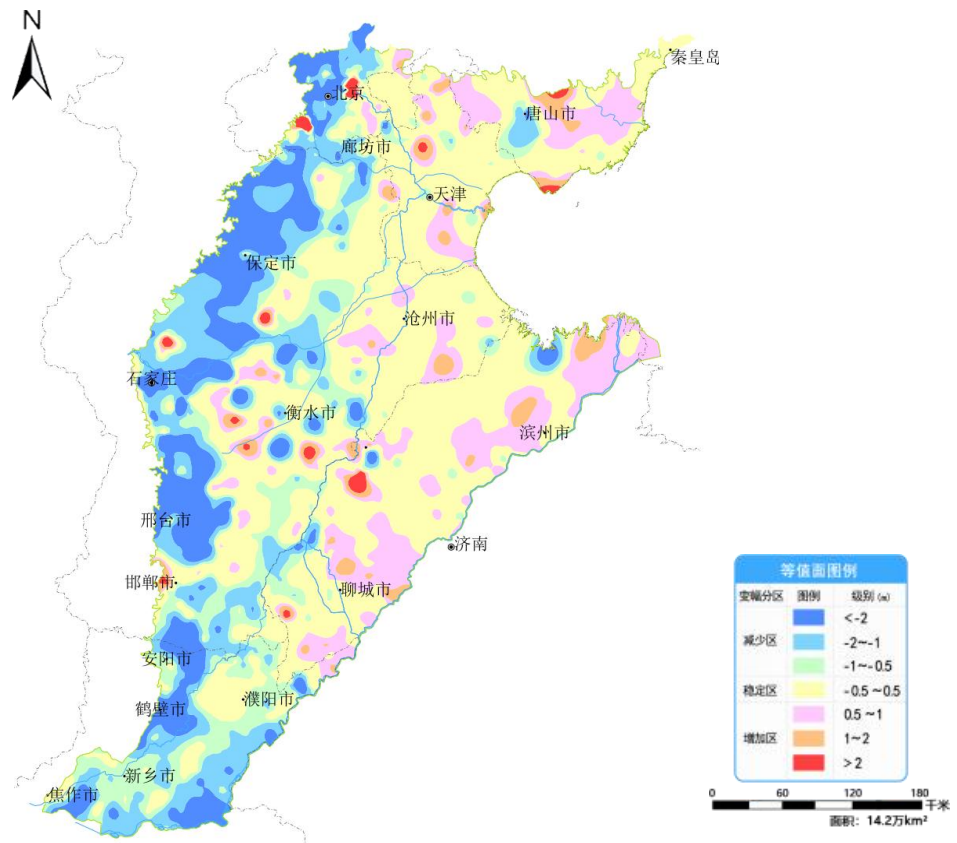 N
秦皇岛
北京
唐山市
廊坊市
天津
保定市
沧州市
石家庄
衡水市
滨州市
邢台市
济南
邯郸市
聊城市
安阳市
濮阳市
鹤壁市
新乡市
焦作市
等值面图例
变幅分区 图例 级别 (m)
<-2
减少区 -2~-1
-1~-0.5
稳定区 -0.5~0.5
0.5~1
增加区 1~2
>2
0 60 120 180
千米
面积：14.2万km²